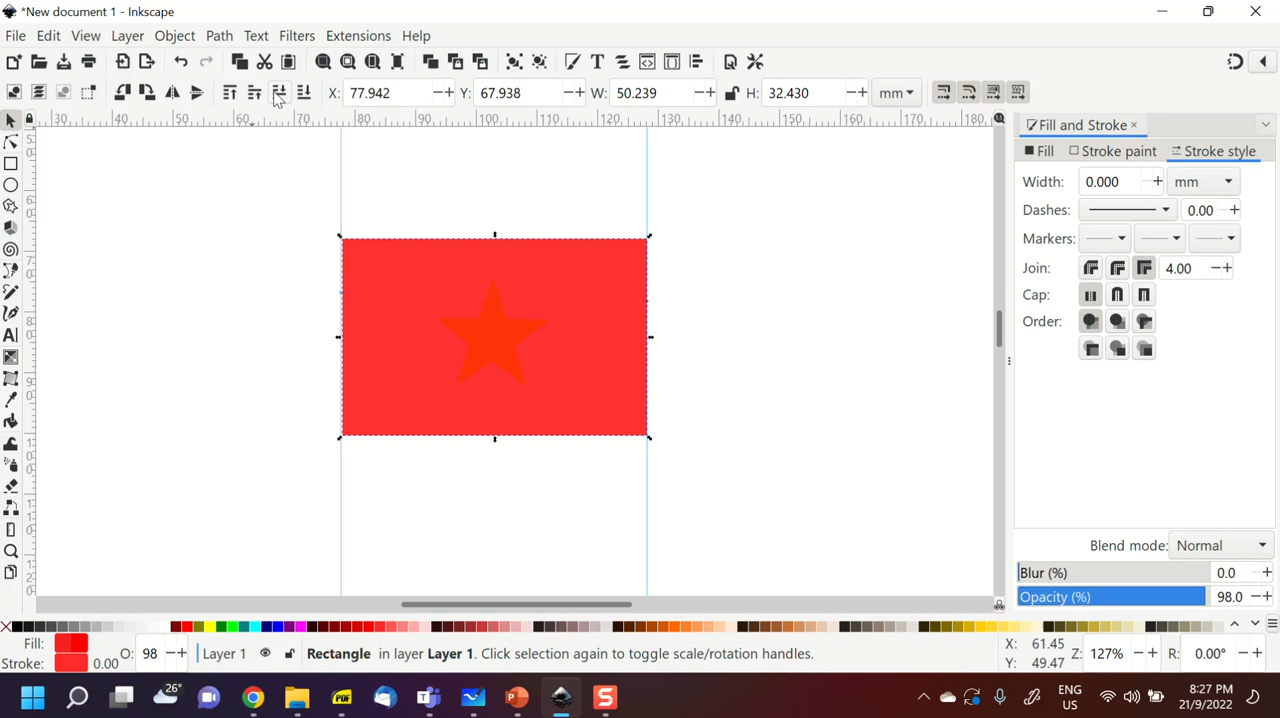 *New document 1 - Inkscape
File Edit View Layer Object Path Text Filters Extensions Help
X: 77.942 Y: 67.938 W: 50.239 H: 32.430 mm
Fill and Stroke
Fill Stroke paint Stroke style
Width: 0.000 mm
Dashes: 0.00
Markers:
Join: 4.00
Cap:
Order:
Blend mode: Normal
Blur (%) 0.0
Opacity (%) 98.0
Fill:
Stroke: 0.00 O: 98 Layer 1 Rectangle in layer Layer 1. Click selection again to toggle scale/rotation handles.
X: 61.45
Y: 49.47 Z: 127% R: 0.00°
26°
PDF
S
ENG
US
8:27 PM
21/9/2022